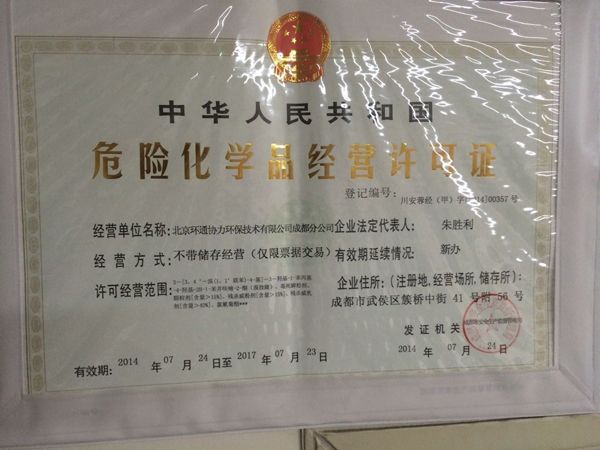 中华人民共和国
危险化学品经营许可证
登记编号:
川安蓉经(甲)字[2014]00357号
经营单位名称: 北京环通协力环保技术有限公司成都分公司
企业法定代表人: 朱胜利
经营方式: 不带储存经营(仅限票据交易)
有效期延续情况: 新办
许可经营范围:
企业住所:(注册地、经营场所、储存所):
成都市武侯区簇桥中街41号附56号
发证机关
有效期: 2014 年 07 月 24 日至 2017 年 07 月 23 日
2014 年 07 月 24 日